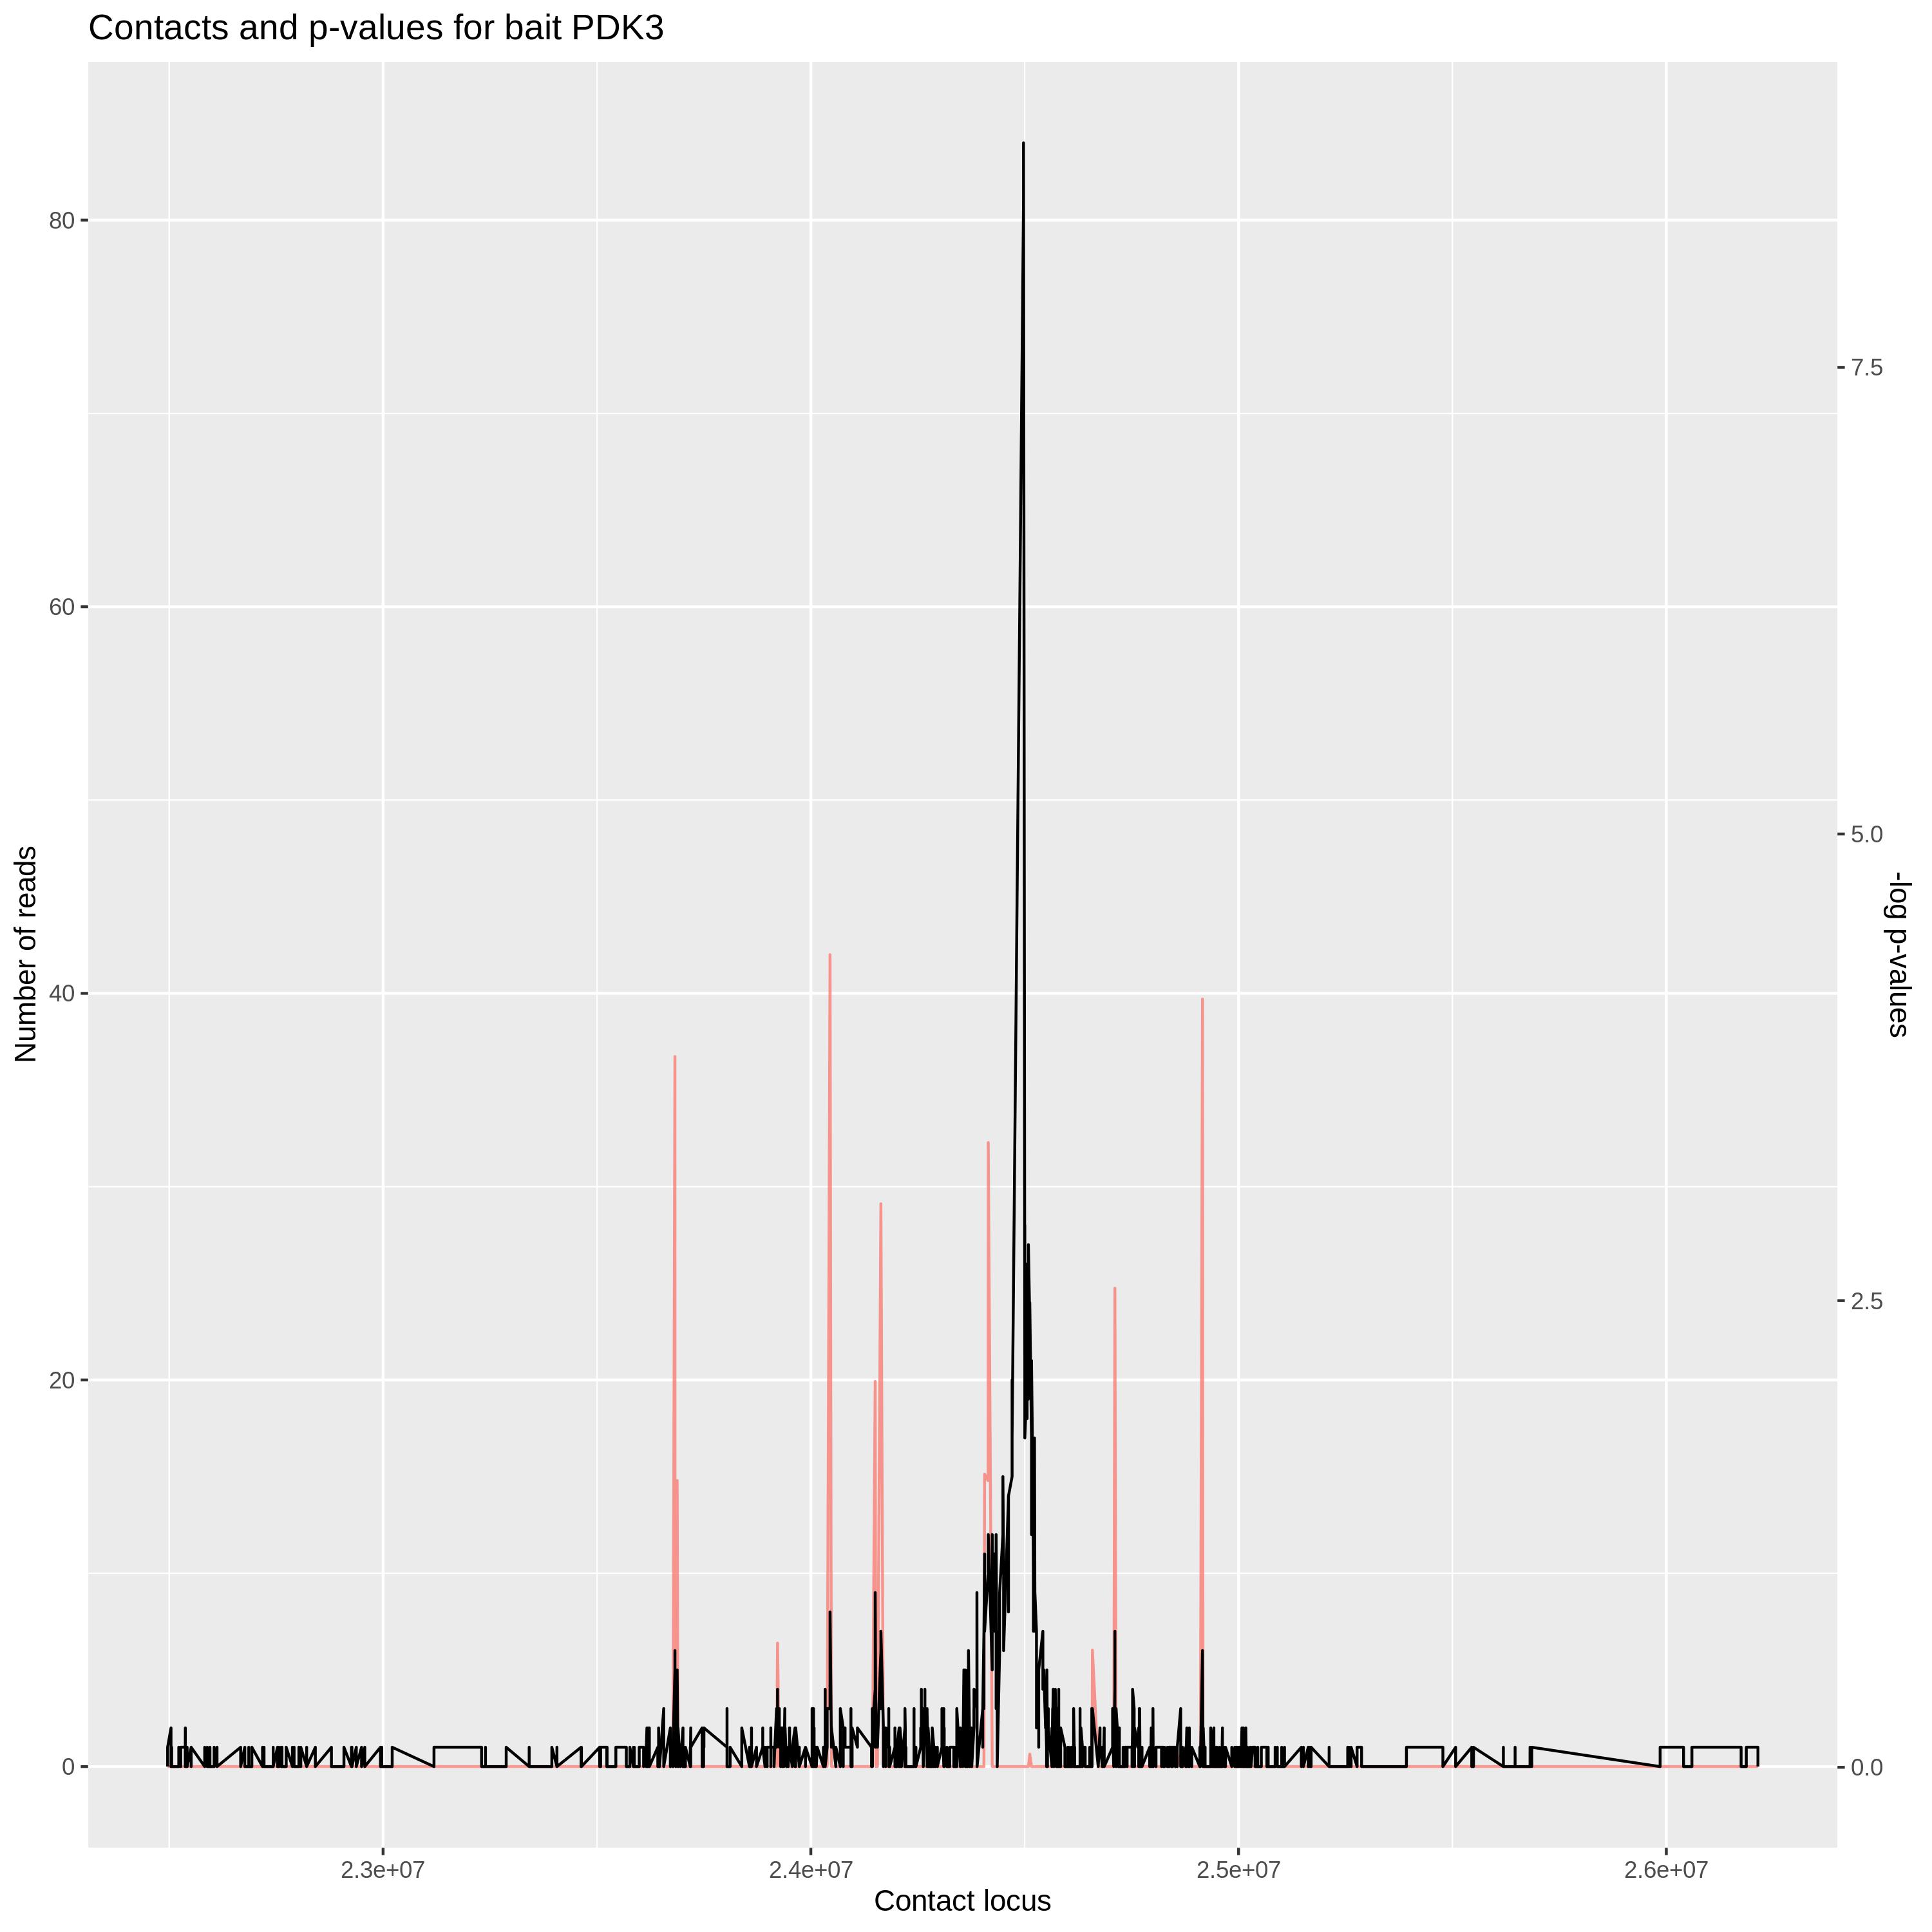 Contacts and p-values for bait PDK3
80
60
40
20
0
Number of reads
7.5
5.0
2.5
0.0
-log p-values
2.3e+07
2.4e+07
2.5e+07
2.6e+07
Contact locus